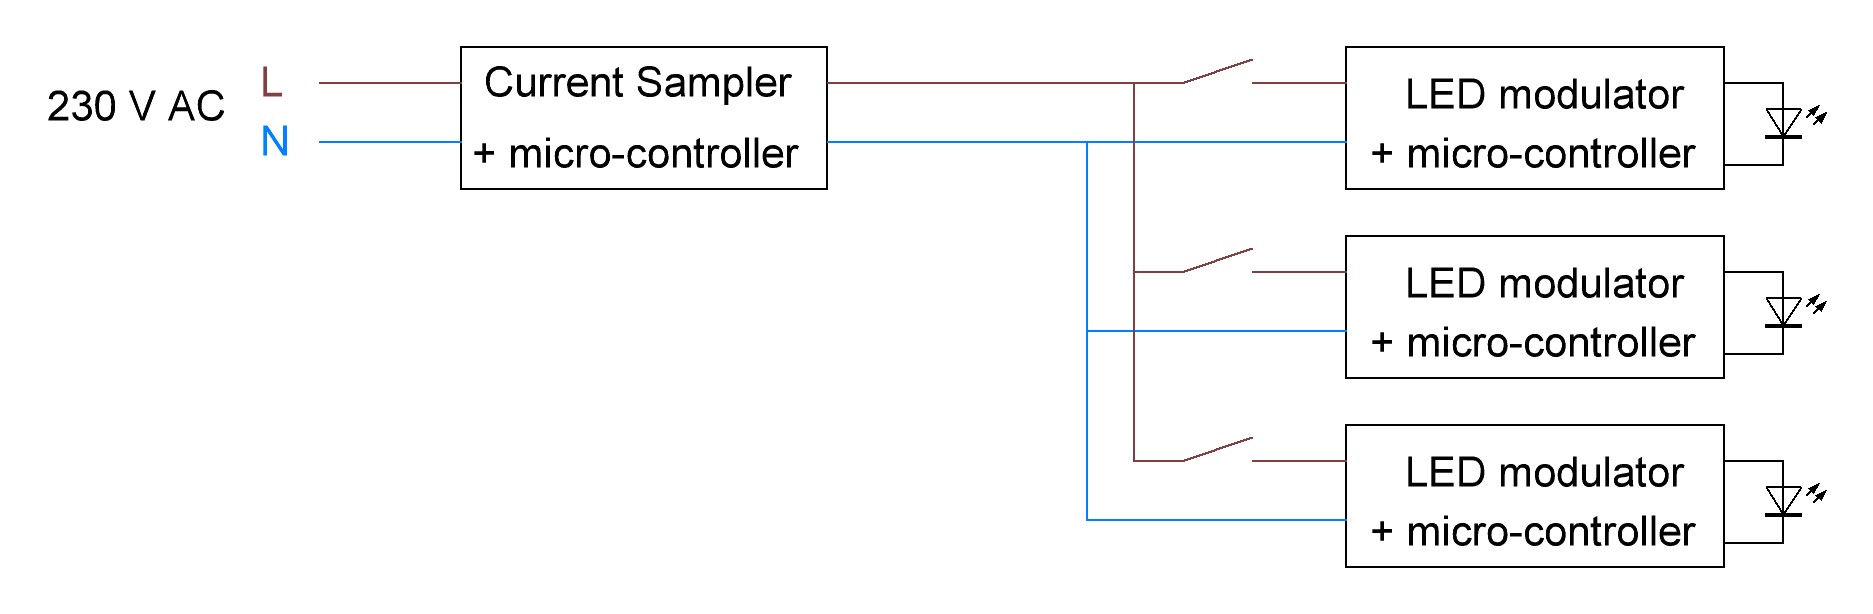 230 V AC
L
N
Current Sampler
+ micro-controller
LED modulator
+ micro-controller
LED modulator
+ micro-controller
LED modulator
+ micro-controller